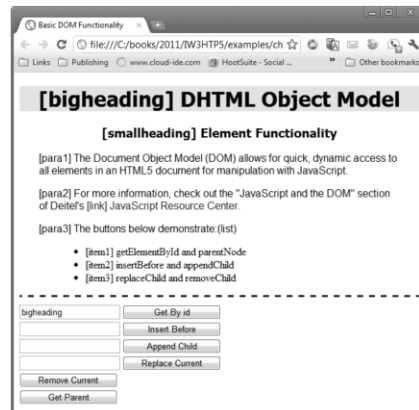 Basic DOM Functionality
file:///C:/books/2011/IW3HTP5/examples/ch
Links Publishing www.cloud-ide.com HootSuite - Social ... » Other bookmarks
[bigheading] DHTML Object Model
[smallheading] Element Functionality
[para1] The Document Object Model (DOM) allows for quick, dynamic access to
all elements in an HTML5 document for manipulation with JavaScript.
[para2] For more information, check out the "JavaScript and the DOM" section
of Deitel's [link] JavaScript Resource Center.
[para3] The buttons below demonstrate:(list)
• [item1] getElementById and parentNode
• [item2] insertBefore and appendChild
• [item3] replaceChild and removeChild
bigheading Get By id
Insert Before
Append Child
Replace Current
Remove Current
Get Parent